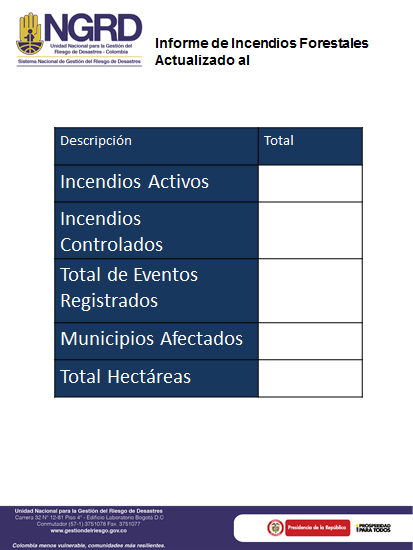 NGRD
Unidad Nacional para la Gestión del
Riesgo de Desastres - Colombia
Sistema Nacional de Gestión del Riesgo de Desastres
Informe de Incendios Forestales
Actualizado al
Descripción Total
Incendios Activos
Incendios
Controlados
Total de Eventos
Registrados
Municipios Afectados
Total Hectáreas
Unidad Nacional para la Gestión del Riesgo de Desastres
Carrera 32 N° 12-81 Piso 4° - Edificio Laboratorio Bogotá D.C
Conmutador (57-1) 3751078 Fax. 3751077
www.gestiondelriesgo.gov.co
Colombia menos vulnerable, comunidades más resilientes.
Presidencia de la República
PROSPERIDAD
PARA TODOS